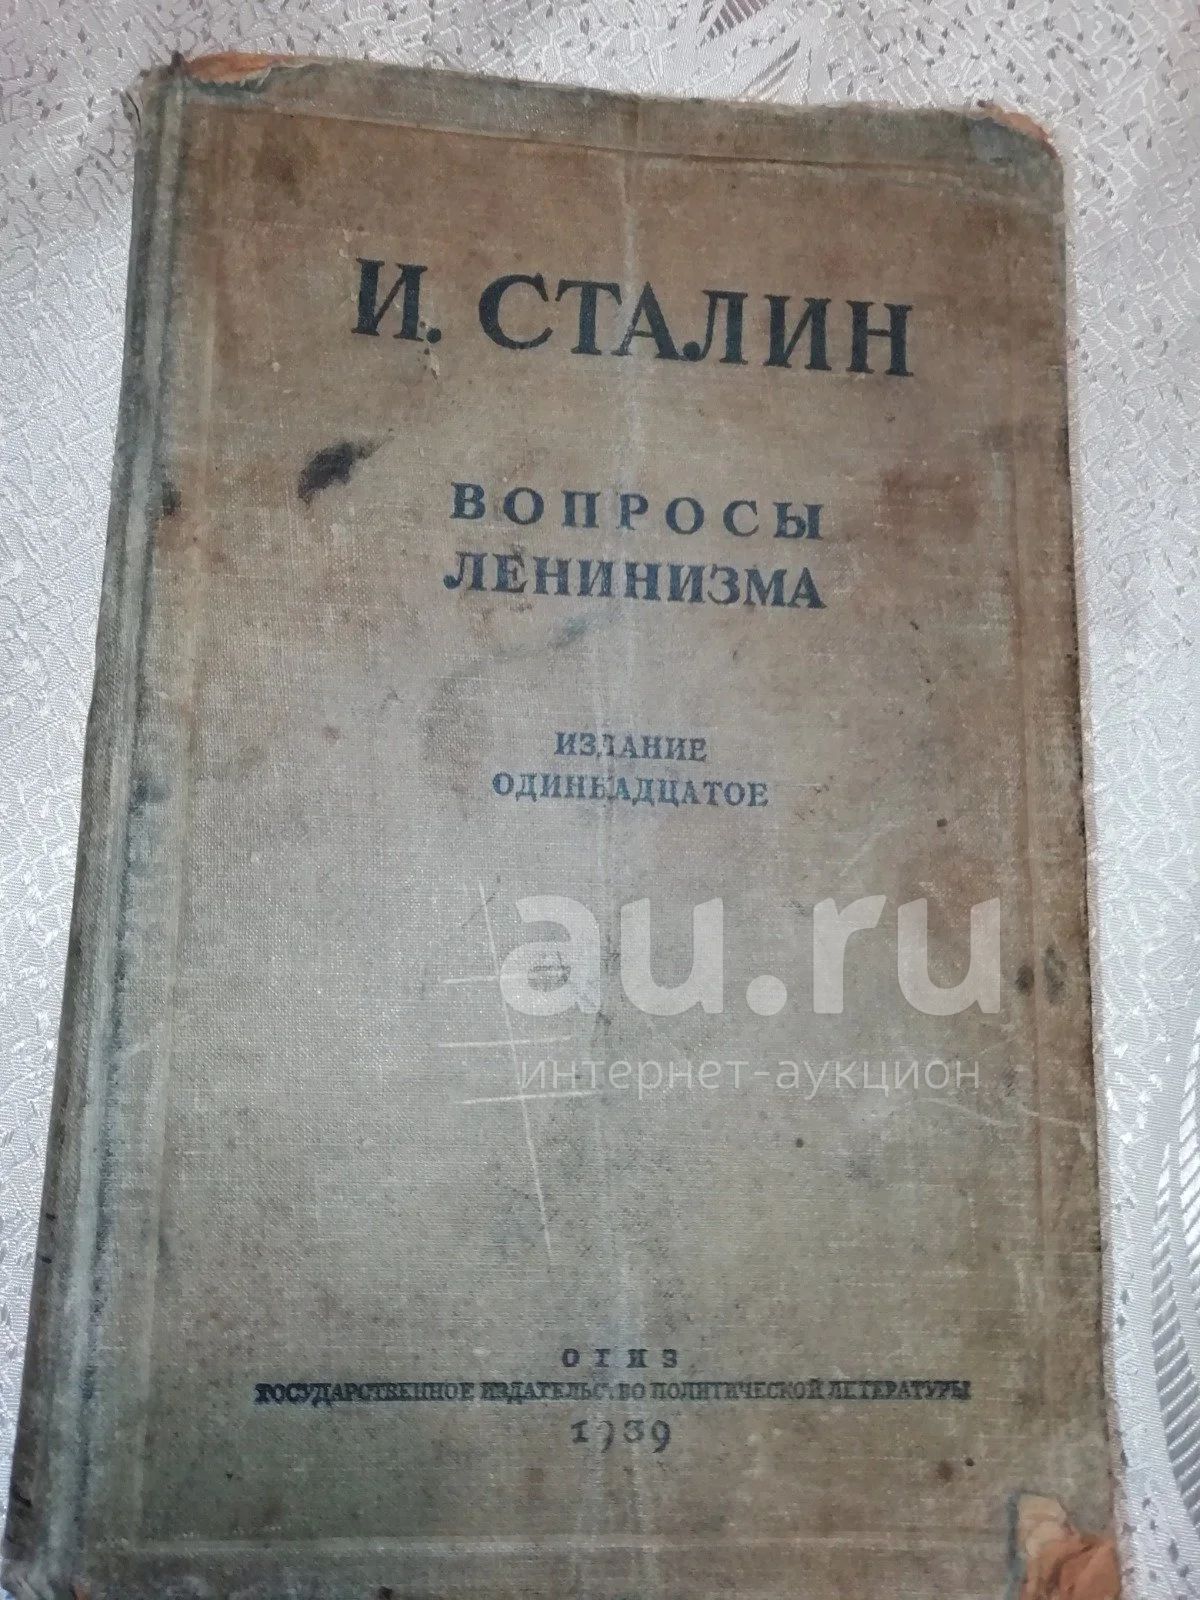 И. СТАЛИН
ВОПРОСЫ
ЛЕНИНИЗМА
ИЗДАНИЕ
ОДИННАДЦАТОЕ
au.ru
интернет-аукцион
ОГИЗ
ГОСУДАРСТВЕННОЕ ИЗДАТЕЛЬСТВО ПОЛИТИЧЕСКОЙ ЛИТЕРАТУРЫ
1939